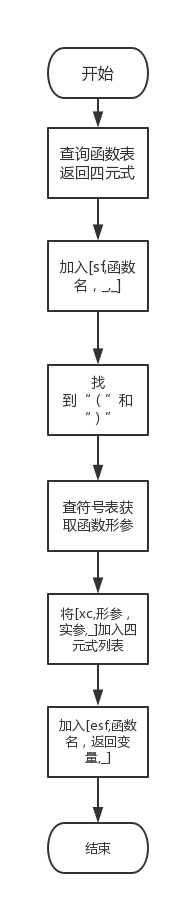 开始
查询函数表
返回四元式
加入[sf,函数
名，_,_]
找
到“（”和
“）”
查符号表获
取函数形参
将[xc,形参，
实参,_]加入四
元式列表
加入[esf,函数
名，返回变
量,_]
结束